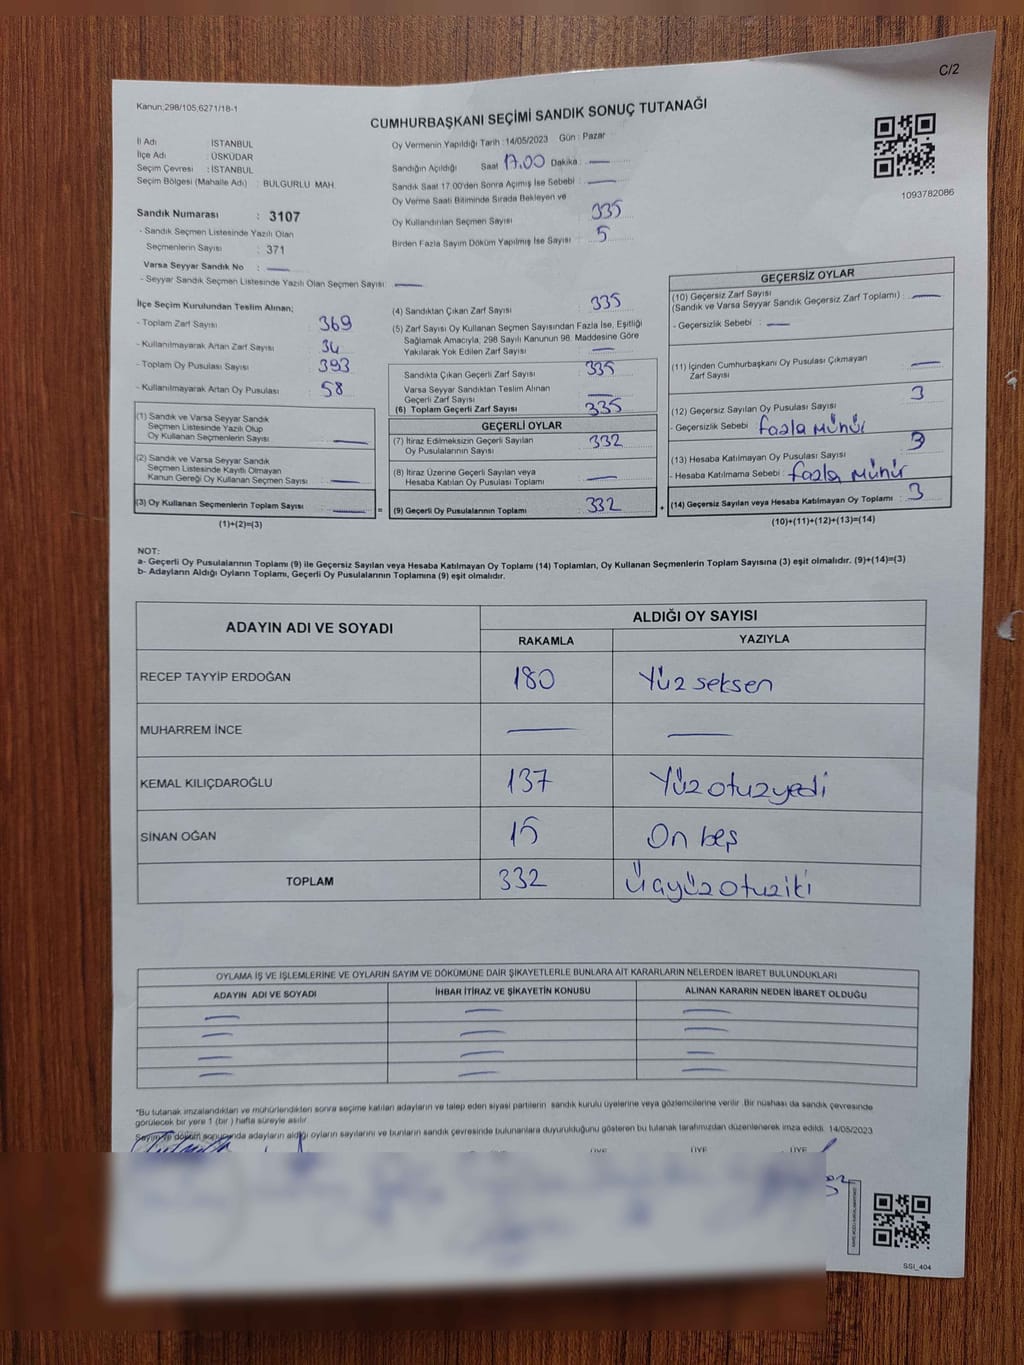 C/2
Kanun;298/105,6271/18-1
CUMHURBAŞKANI SEÇİMİ SANDIK SONUÇ TUTANAĞI
İl Adı İSTANBUL
İlçe Adı : ÜSKÜDAR
Seçim Çevresi : İSTANBUL
Seçim Bölgesi (Mahalle Adı) : BULGURLU MAH.
Oy Vermenin Yapıldığı Tarih : 14/05/2023 Gün : Pazar
Sandığın Açıldığı Saat 17.00 Dakika : —
Sandık Saat 17.00'den Sonra Açımış İse Sebebi : —
Oy Verme Saati Bitiminde Sırada Bekleyen ve
Oy Kullandırılan Seçmen Sayısı 335
Birden Fazla Sayım Döküm Yapılmış İse Sayısı : 5
1093782086
Sandık Numarası : 3107
- Sandık Seçmen Listesinde Yazılı Olan
Seçmenlerin Sayısı : 371
Varsa Seyyar Sandık No : —
- Seyyar Sandık Seçmen Listesinde Yazılı Olan Seçmen Sayısı: —
İlçe Seçim Kurulundan Teslim Alınan;
- Toplam Zarf Sayısı 369
- Kullanılmayarak Artan Zarf Sayısı 34
- Toplam Oy Pusulası Sayısı : 393
- Kullanılmayarak Artan Oy Pusulası : 58
(1) Sandık ve Varsa Seyyar Sandık
Seçmen Listesinde Yazılı Olup
Oy Kullanan Seçmenlerin Sayısı : —
(2) Sandık ve Varsa Seyyar Sandık
Seçmen Listesinde Kayıtlı Olmayan
Kanun Gereği Oy Kullanan Seçmen Sayısı : —
(3) Oy Kullanan Seçmenlerin Toplam Sayısı : — =
(1)+(2)=(3)
(4) Sandıktan Çıkan Zarf Sayısı : 335
(5) Zarf Sayısı Oy Kullanan Seçmen Sayısından Fazla İse, Eşitliği
Sağlamak Amacıyla, 298 Sayılı Kanunun 98. Maddesine Göre
Yakılarak Yok Edilen Zarf Sayısı —
Sandıkta Çıkan Geçerli Zarf Sayısı : 335
Varsa Seyyar Sandıktan Teslim Alınan
Geçerli Zarf Sayısı : —
(6) Toplam Geçerli Zarf Sayısı : 335
GEÇERLİ OYLAR
(7) İtiraz Edilmeksizin Geçerli Sayılan
Oy Pusulalarının Sayısı : 332
(8) İtiraz Üzerine Geçerli Sayılan veya
Hesaba Katılan Oy Pusulası Toplamı : —
(9) Geçerli Oy Pusulalarının Toplamı : 332 +
GEÇERSİZ OYLAR
(10) Geçersiz Zarf Sayısı
(Sandık ve Varsa Seyyar Sandık Geçersiz Zarf Toplamı) : —
- Geçersizlik Sebebi : —
(11) İçinden Cumhurbaşkanı Oy Pusulası Çıkmayan
Zarf Sayısı —
(12) Geçersiz Sayılan Oy Pusulası Sayısı : 3
- Geçersizlik Sebebi fazla Mühür
(13) Hesaba Katılmayan Oy Pusulası Sayısı : 3
- Hesaba Katılmama Sebebi : fazla Mühür
(14) Geçersiz Sayılan veya Hesaba Katılmayan Oy Toplamı : 3
(10)+(11)+(12)+(13)=(14)
NOT:
a- Geçerli Oy Pusulalarının Toplamı (9) ile Geçersiz Sayılan veya Hesaba Katılmayan Oy Toplamı (14) Toplamları, Oy Kullanan Seçmenlerin Toplam Sayısına (3) eşit olmalıdır. (9)+(14)=(3)
b- Adayların Aldığı Oyların Toplamı, Geçerli Oy Pusulalarının Toplamına (9) eşit olmalıdır.
ADAYIN ADI VE SOYADI ALDIĞI OY SAYISI
RAKAMLA YAZIYLA
RECEP TAYYİP ERDOĞAN 180 Yüz seksen
MUHARREM İNCE — —
KEMAL KILIÇDAROĞLU 137 Yüz otuz yedi
SİNAN OĞAN 15 On beş
TOPLAM 332 Üçyüz otuz iki
OYLAMA İŞ VE İŞLEMLERİNE VE OYLARIN SAYIM VE DÖKÜMÜNE DAİR ŞİKAYETLERLE BUNLARA AİT KARARLARIN NELERDEN İBARET BULUNDUKLARI
ADAYIN ADI VE SOYADI İHBAR İTİRAZ VE ŞİKAYETİN KONUSU ALINAN KARARIN NEDEN İBARET OLDUĞU
— — —
— — —
— — —
— — —
*Bu tutanak imzalandıktan ve mühürlendikten sonra seçime katılan adayların ve talep eden siyasi partilerin sandık kurulu üyelerine veya gözlemcilerine verilir .Bir nüshası da sandık çevresinde
görülecek bir yere 1 (bir ) hafta süreyle asılır
Sayım ve döküm sonucunda adayların aldığı oyların sayılarını ve bunların sandık çevresinde bulunanlara duyurulduğunu gösteren bu tutanak tarafımızdan düzenlenerek imza edildi. 14/05/2023
ÜYE ÜYE ÜYE
SSI_404